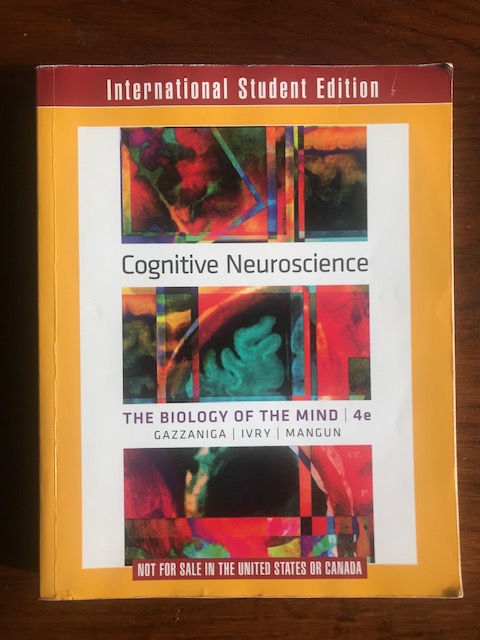 International Student Edition
Cognitive Neuroscience
THE BIOLOGY OF THE MIND | 4e
GAZZANIGA | IVRY | MANGUN
NOT FOR SALE IN THE UNITED STATES OR CANADA